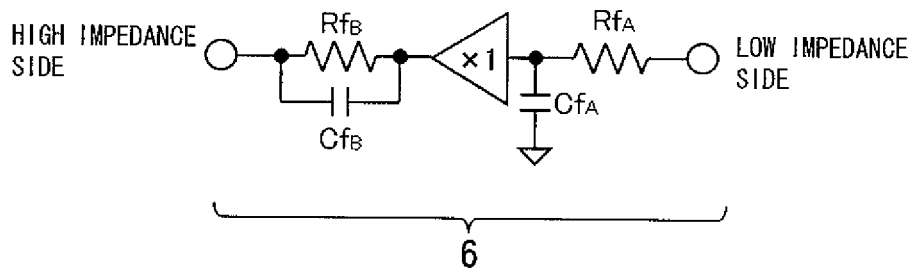 HIGH IMPEDANCE
SIDE
RfB
×1
RfA
LOW IMPEDANCE
SIDE
CfB
CfA
6